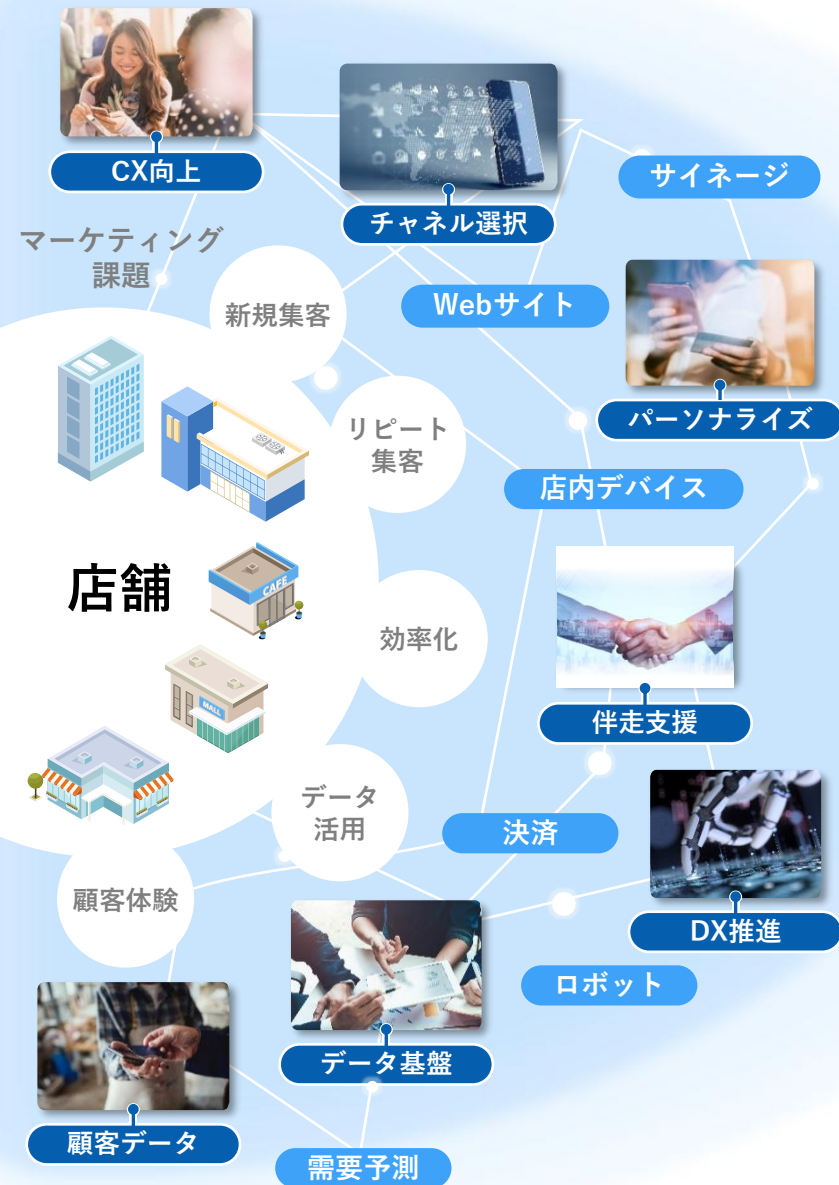 CX向上
チャネル選択
サイネージ
マーケティング
課題
新規集客
Webサイト
パーソナライズ
リピート
集客
店内デバイス
店舗
CAFE
効率化
MALL
伴走支援
データ
活用
決済
顧客体験
DX推進
ロボット
データ基盤
顧客データ
需要予測